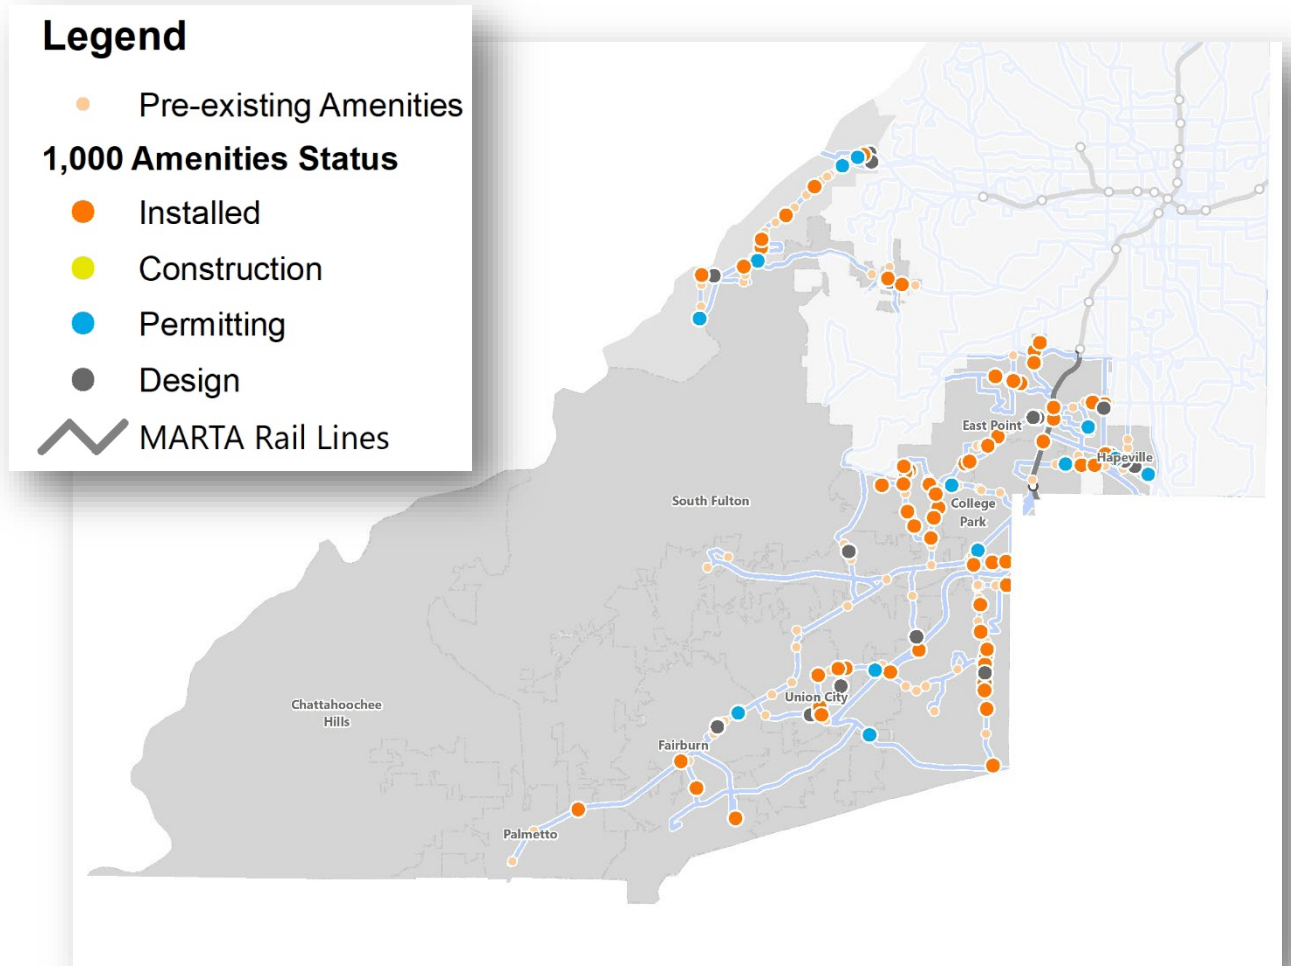 Legend
Pre-existing Amenities
1,000 Amenities Status
Installed
Construction
Permitting
Design
MARTA Rail Lines
East Point
Hapeville
South Fulton
College
Park
Union City
Chattahoochee
Hills
Fairburn
Palmetto